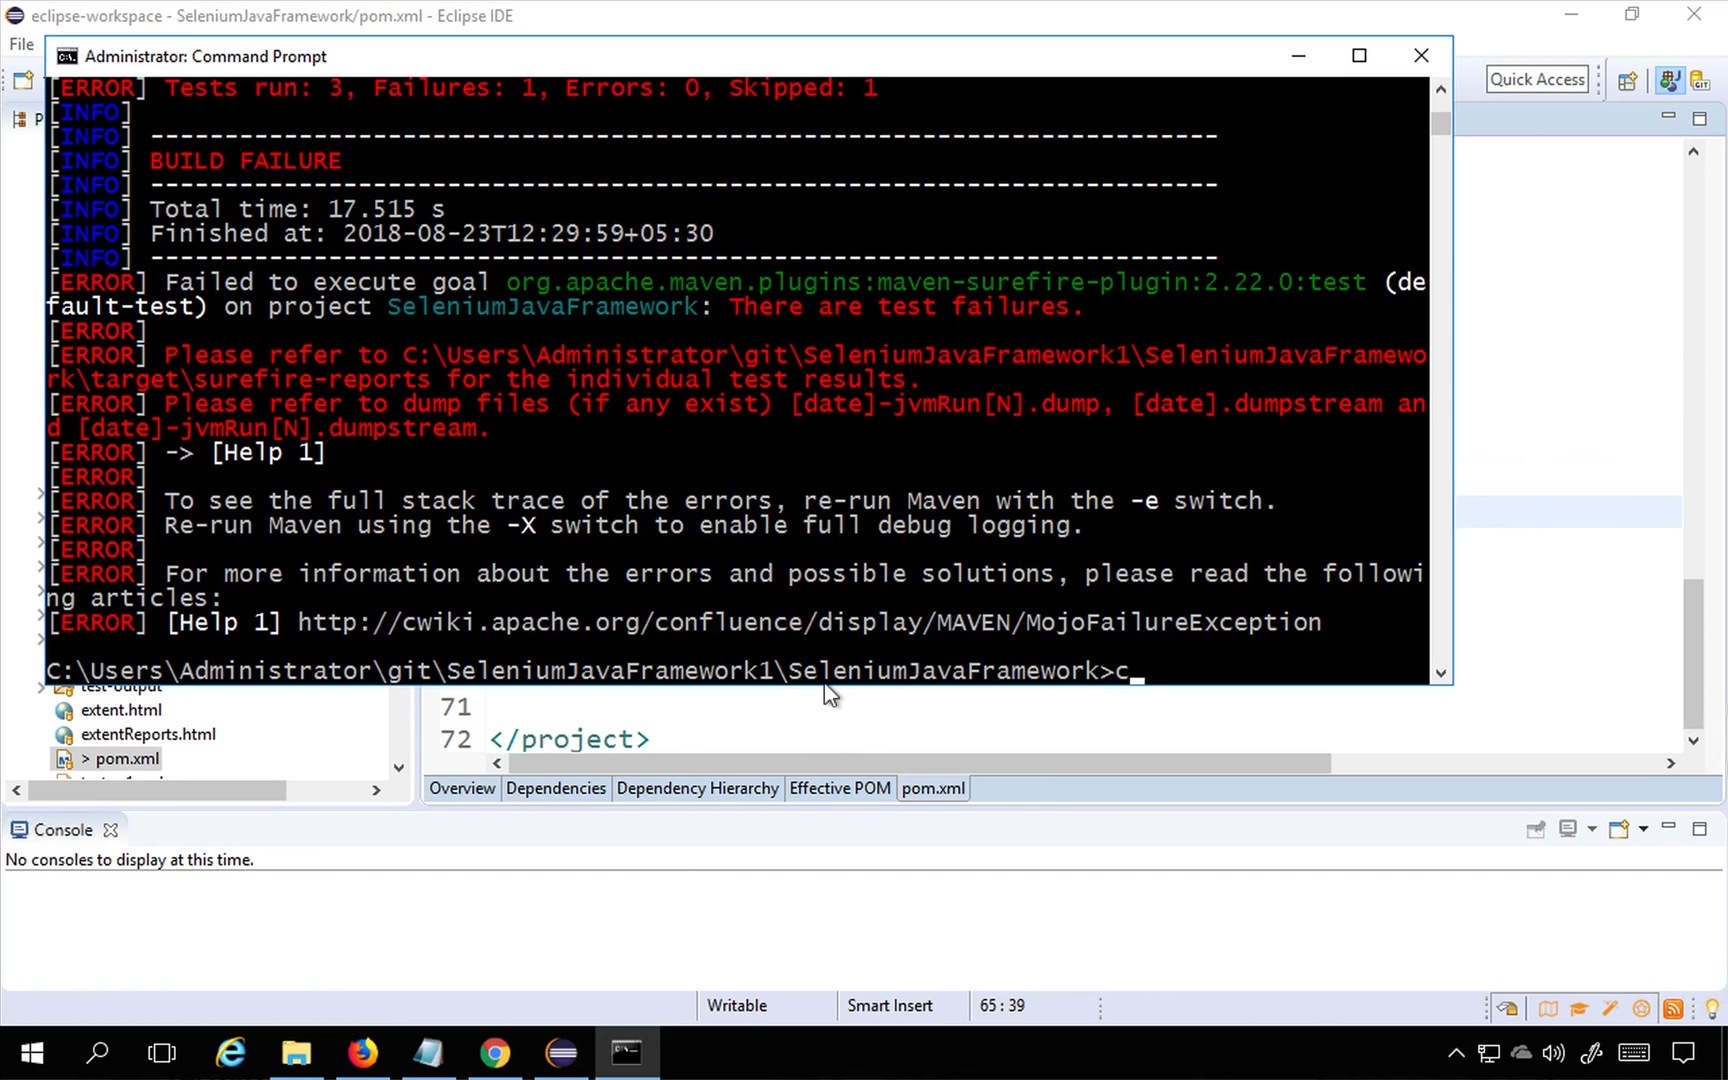 eclipse-workspace - SeleniumJavaFramework/pom.xml - Eclipse IDE
File
Administrator: Command Prompt
Quick Access
P
[ERROR] Tests run: 3, Failures: 1, Errors: 0, Skipped: 1
[INFO]
[INFO] ------------------------------------------------------------------------
[INFO] BUILD FAILURE
[INFO] ------------------------------------------------------------------------
[INFO] Total time: 17.515 s
[INFO] Finished at: 2018-08-23T12:29:59+05:30
[INFO] ------------------------------------------------------------------------
[ERROR] Failed to execute goal org.apache.maven.plugins:maven-surefire-plugin:2.22.0:test (de
fault-test) on project SeleniumJavaFramework: There are test failures.
[ERROR]
[ERROR] Please refer to C:\Users\Administrator\git\SeleniumJavaFramework1\SeleniumJavaFramewo
rk\target\surefire-reports for the individual test results.
[ERROR] Please refer to dump files (if any exist) [date]-jvmRun[N].dump, [date].dumpstream an
d [date]-jvmRun[N].dumpstream.
[ERROR] -> [Help 1]
[ERROR]
[ERROR] To see the full stack trace of the errors, re-run Maven with the -e switch.
[ERROR] Re-run Maven using the -X switch to enable full debug logging.
[ERROR]
[ERROR] For more information about the errors and possible solutions, please read the followi
ng articles:
[ERROR] [Help 1] http://cwiki.apache.org/confluence/display/MAVEN/MojoFailureException
C:\Users\Administrator\git\SeleniumJavaFramework1\SeleniumJavaFramework>c
test-output
extent.html
extentReports.html
> pom.xml
71
72 </project>
Overview Dependencies Dependency Hierarchy Effective POM pom.xml
Console
No consoles to display at this time.
Writable Smart Insert 65 : 39